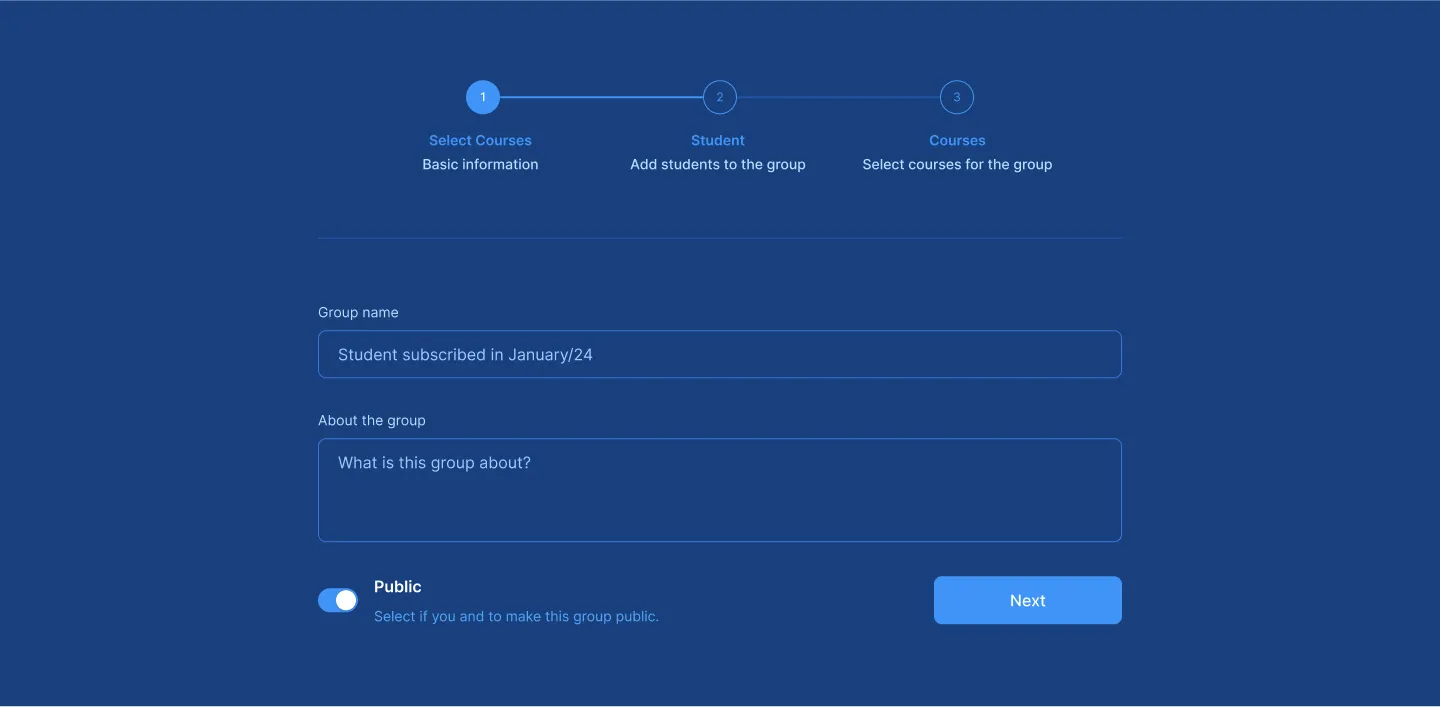 1
2
3
Select Courses
Student
Courses
Basic information
Add students to the group
Select courses for the group
Group name
Student subscribed in January/24
About the group
What is this group about?
Public
Select if you and to make this group public.
Next